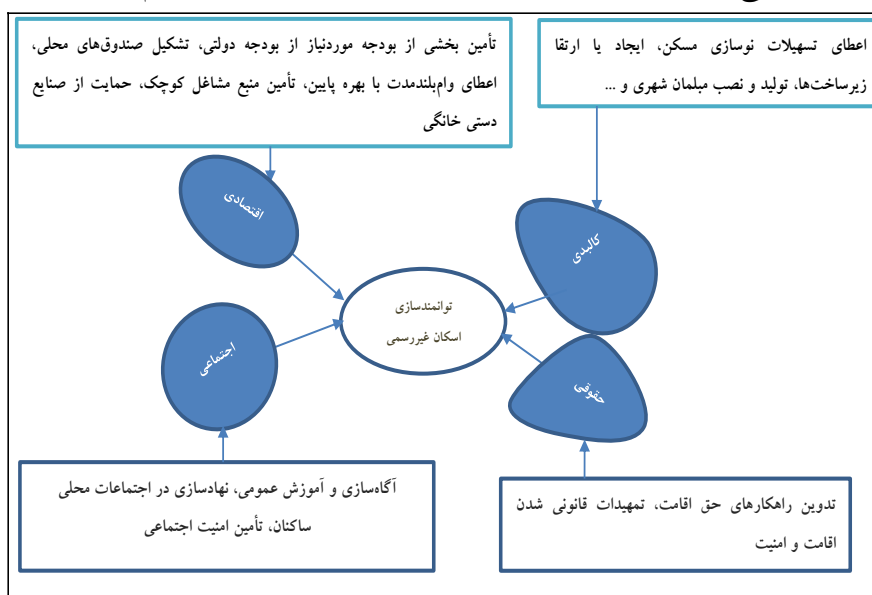 اعطای تسهیلات نوسازی مسکن، ایجاد یا ارتقا
زیرساخت‌ها، تولید و نصب مبلمان شهری و ...
تأمین بخشی از بودجه موردنیاز از بودجه دولتی، تشکیل صندوق‌های محلی،
اعطای وام‌بلندمدت با بهره پایین، تأمین منبع مشاغل کوچک، حمایت از صنایع
دستی خانگی
کالبدی
اقتصادی
توانمندسازی
اسکان غیررسمی
حقوقی
اجتماعی
تدوین راهکارهای حق اقامت، تمهیدات قانونی شدن
اقامت و امنیت
آگاه‌سازی و آموزش عمومی، نهادسازی در اجتماعات محلی
ساکنان، تأمین امنیت اجتماعی